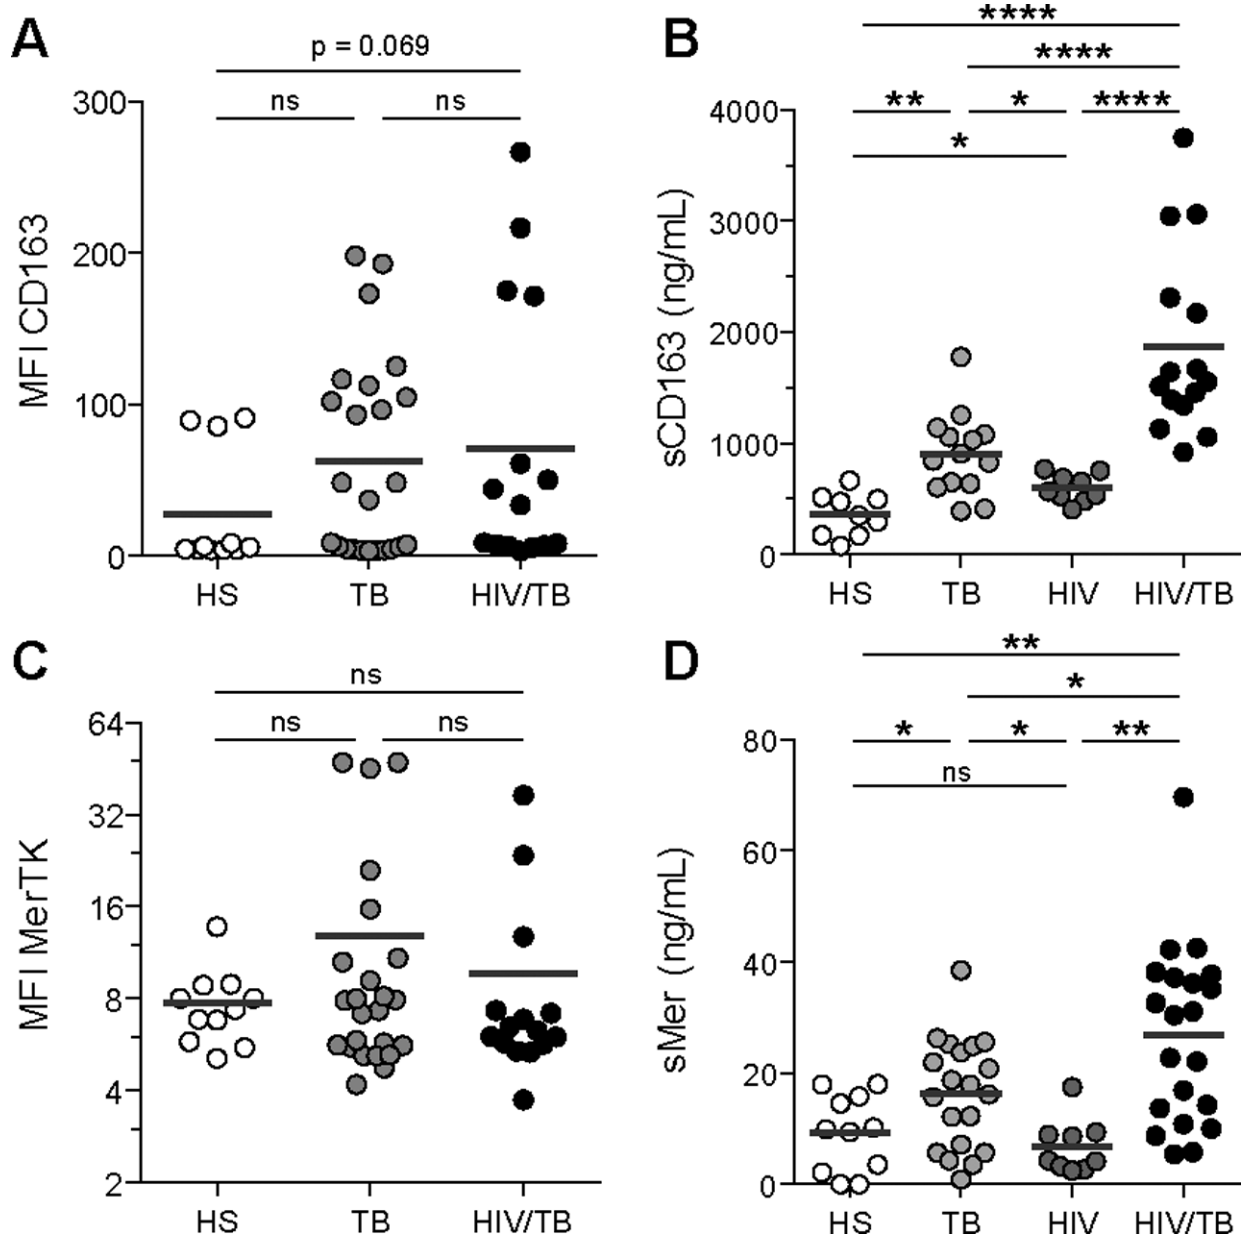 A
p = 0.069
ns
ns
MFI CD163
300
200
100
0
HS
TB
HIV/TB
B
****
****
**
*
****
*
sCD163 (ng/mL)
4000
3000
2000
1000
0
HS
TB
HIV
HIV/TB
C
ns
ns
ns
MFI MerTK
64
32
16
8
4
2
HS
TB
HIV/TB
D
**
*
*
*
**
ns
sMer (ng/mL)
80
60
40
20
0
HS
TB
HIV
HIV/TB